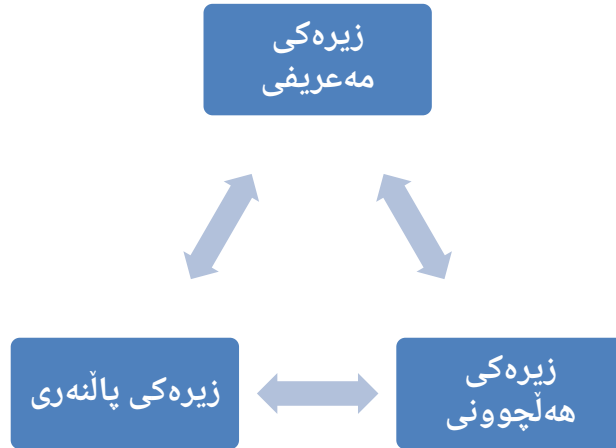 زیرەکی
مەعریفی
زیرەکی
هەڵچوونی
زیرەکی پاڵنەری